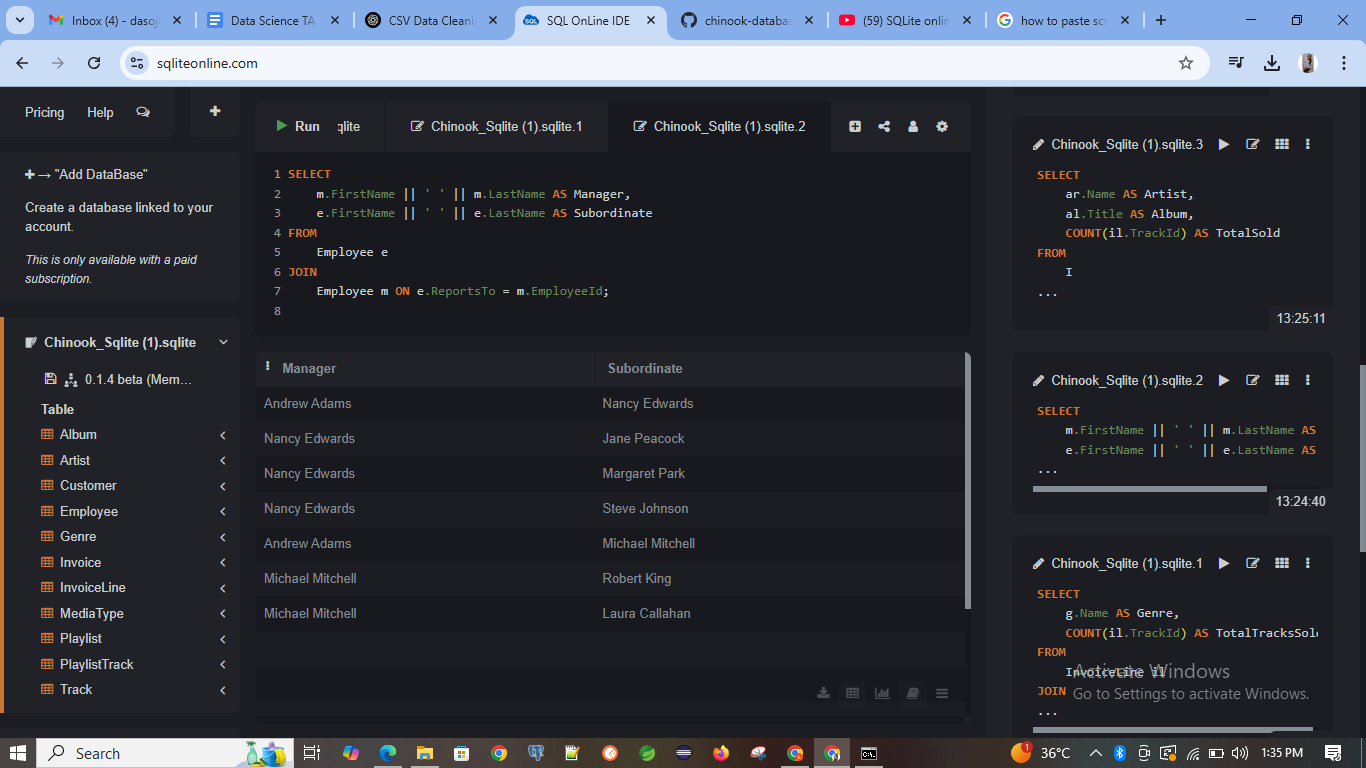 Inbox (4) - dasoj
Data Science TA
CSV Data Cleani
SQL OnLine IDE
chinook-databas
(59) SQLite onlin
how to paste scr
sqliteonline.com
Pricing
Help
"Add DataBase"
Create a database linked to your
account.
This is only available with a paid
subscription.
Chinook_Sqlite (1).sqlite
0.1.4 beta (Mem...
Table
Album
Artist
Customer
Employee
Genre
Invoice
InvoiceLine
MediaType
Playlist
PlaylistTrack
Track
Run
qlite
Chinook_Sqlite (1).sqlite.1
Chinook_Sqlite (1).sqlite.2
1 SELECT
2 m.FirstName || ' ' || m.LastName AS Manager,
3 e.FirstName || ' ' || e.LastName AS Subordinate
4 FROM
5 Employee e
6 JOIN
7 Employee m ON e.ReportsTo = m.EmployeeId;
8
Manager Subordinate
Andrew Adams Nancy Edwards
Nancy Edwards Jane Peacock
Nancy Edwards Margaret Park
Nancy Edwards Steve Johnson
Andrew Adams Michael Mitchell
Michael Mitchell Robert King
Michael Mitchell Laura Callahan
Chinook_Sqlite (1).sqlite.3
SELECT
ar.Name AS Artist,
al.Title AS Album,
COUNT(il.TrackId) AS TotalSold
FROM
I
...
13:25:11
Chinook_Sqlite (1).sqlite.2
SELECT
m.FirstName || ' ' || m.LastName AS
e.FirstName || ' ' || e.LastName AS
...
13:24:40
Chinook_Sqlite (1).sqlite.1
SELECT
g.Name AS Genre,
COUNT(il.TrackId) AS TotalTracksSol
FROM
InvoiceLine il
JOIN
...
Activate Windows
Go to Settings to activate Windows.
Search
1
36°C
1:35 PM